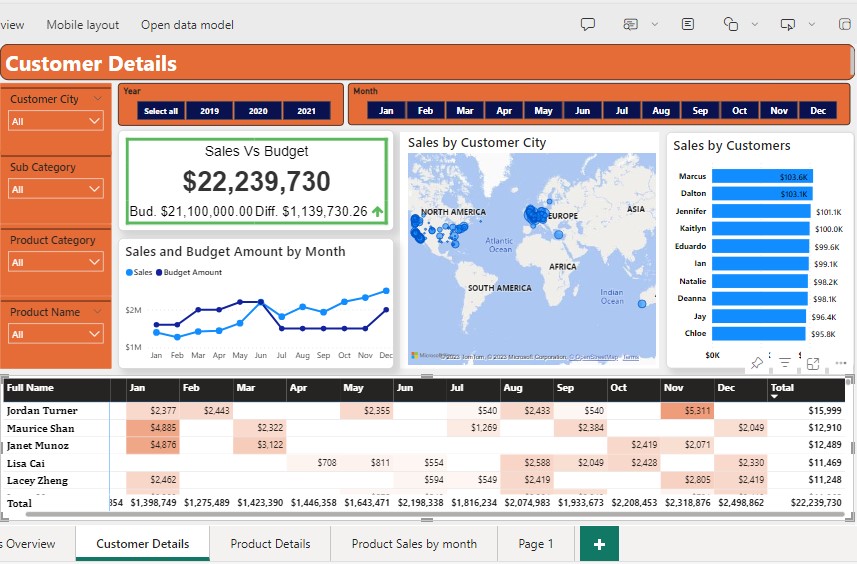 view Mobile layout Open data model
Customer Details
Customer City
All
Sub Category
All
Product Category
All
Product Name
All
Year
Select all 2019 2020 2021
Month
Jan Feb Mar Apr May Jun Jul Aug Sep Oct Nov Dec
Sales Vs Budget
$22,239,730
Bud. $21,100,000.00 Diff. $1,139,730.26
Sales and Budget Amount by Month
Sales Budget Amount
$2M
$1M
Jan Feb Mar Apr May Jun Jul Aug Sep Oct Nov Dec
Sales by Customer City
NORTH AMERICA
EUROPE
ASIA
Atlantic
Ocean
AFRICA
SOUTH AMERICA
Indian
Ocean
© 2023 TomTom, © 2023 Microsoft Corporation, © OpenStreetMap Terms
Sales by Customers
Marcus $103.6K
Dalton $103.1K
Jennifer $101.1K
Kaitlyn $100.0K
Eduardo $99.6K
Ian $99.1K
Natalie $98.2K
Deanna $98.1K
Jay $96.4K
Chloe $95.8K
$0K
Full Name Jan Feb Mar Apr May Jun Jul Aug Sep Oct Nov Dec Total
Jordan Turner $2,377 $2,443 $2,355 $540 $2,433 $540 $5,311 $15,999
Maurice Shan $4,885 $2,322 $1,269 $2,384 $2,049 $12,910
Janet Munoz $4,876 $3,122 $2,419 $2,071 $12,489
Lisa Cai $708 $811 $554 $2,588 $2,049 $2,428 $2,330 $11,469
Lacey Zheng $2,462 $594 $549 $2,419 $2,805 $2,419 $11,248
Total 354 $1,398,749 $1,275,489 $1,423,390 $1,446,358 $1,643,471 $2,198,338 $1,816,234 $2,074,983 $1,933,673 $2,208,453 $2,318,876 $2,498,862 $22,239,730
s Overview Customer Details Product Details Product Sales by month Page 1 +